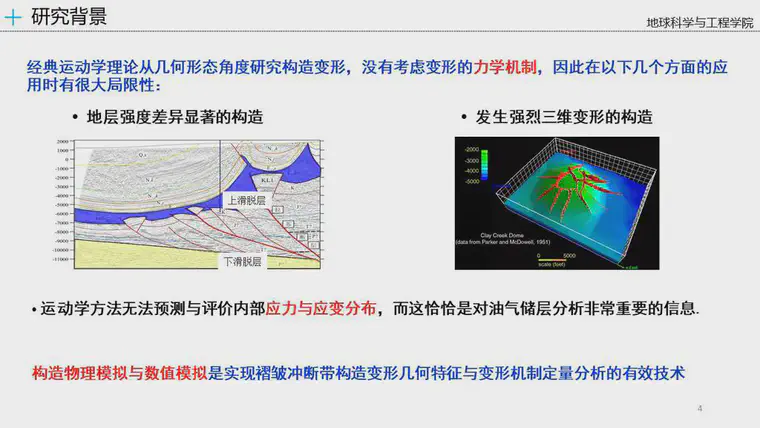 研究背景
地球科学与工程学院
经典运动学理论从几何形态角度研究构造变形，没有考虑变形的力学机制，因此在以下几个方面的应
用时有很大局限性：
• 地层强度差异显著的构造
• 发生强烈三维变形的构造
2000
1000
0
-1000
-2000
-3000
-4000
-5000
-6000
-7000
-8000
-9000
-10000
-11000
KL1
上滑脱层
下滑脱层
-2000
-3000
-4000
-5000
Clay Creek Dome
(data from Parker and McDowell, 1951)
0 5000
scale (feet)
• 运动学方法无法预测与评价内部应力与应变分布，而这恰恰是对油气储层分析非常重要的信息.
构造物理模拟与数值模拟是实现褶皱冲断带构造变形几何特征与变形机制定量分析的有效技术
4